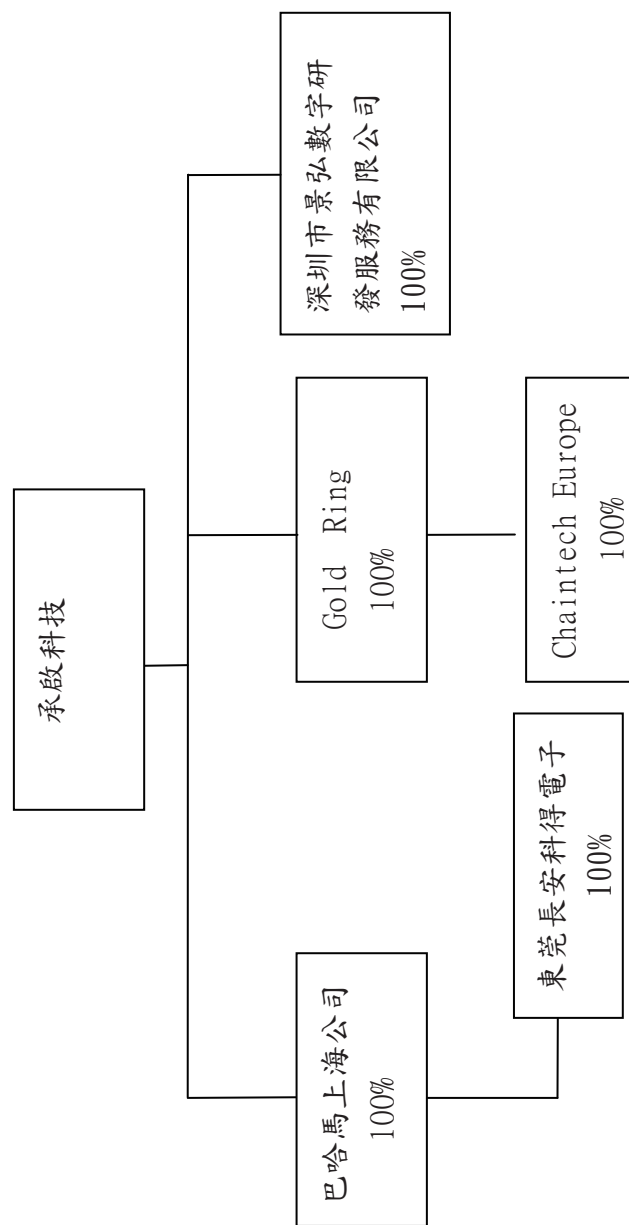 承啟科技
巴哈馬上海公司
100%
Gold Ring
100%
深圳市景弘數字研
發服務有限公司
100%
東莞長安科得電子
100%
Chaintech Europe
100%